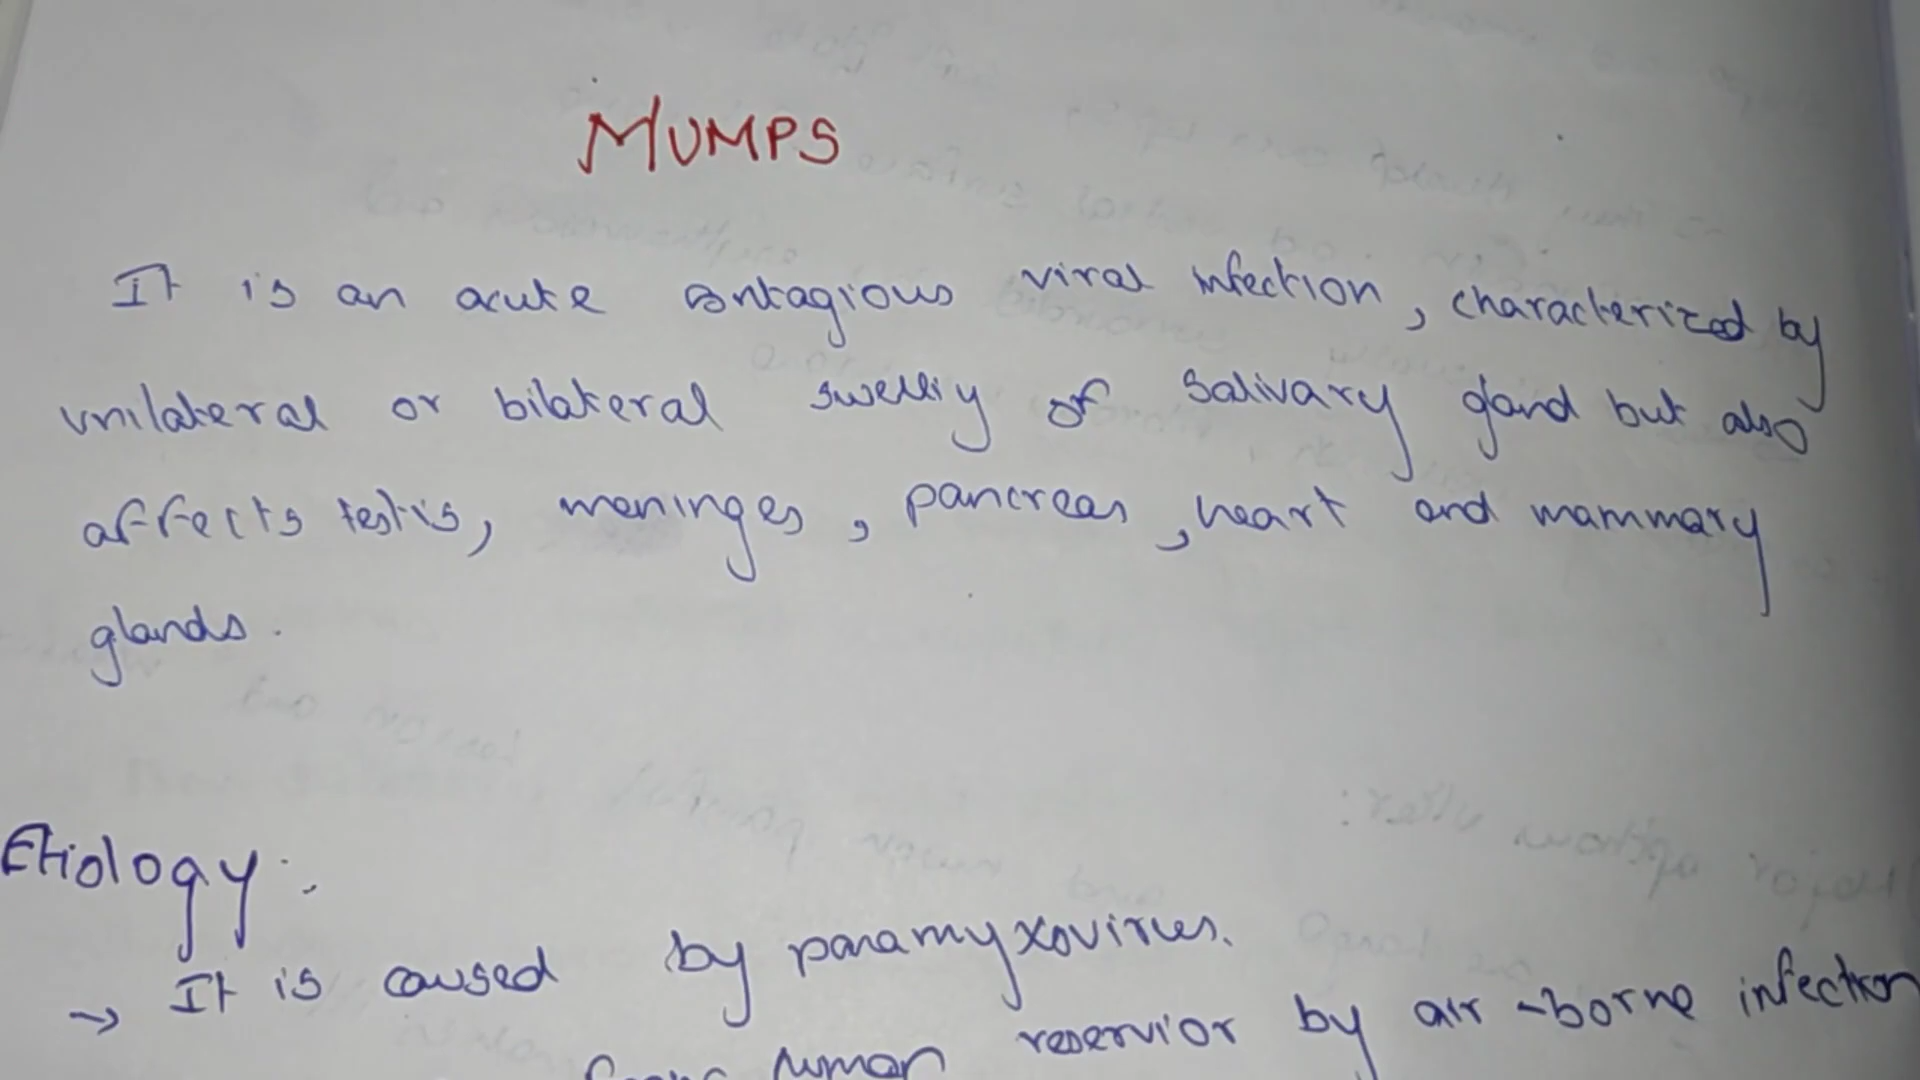 MUMPS
It is an acute contagious viral infection, characterized by
unilateral or bilateral swelling of salivary gland but also
affects testis, meninges, pancreas, heart and mammary
glands.
Etiology:
→ It is caused by paramyxovirus.
from human reservior by air-borne infection